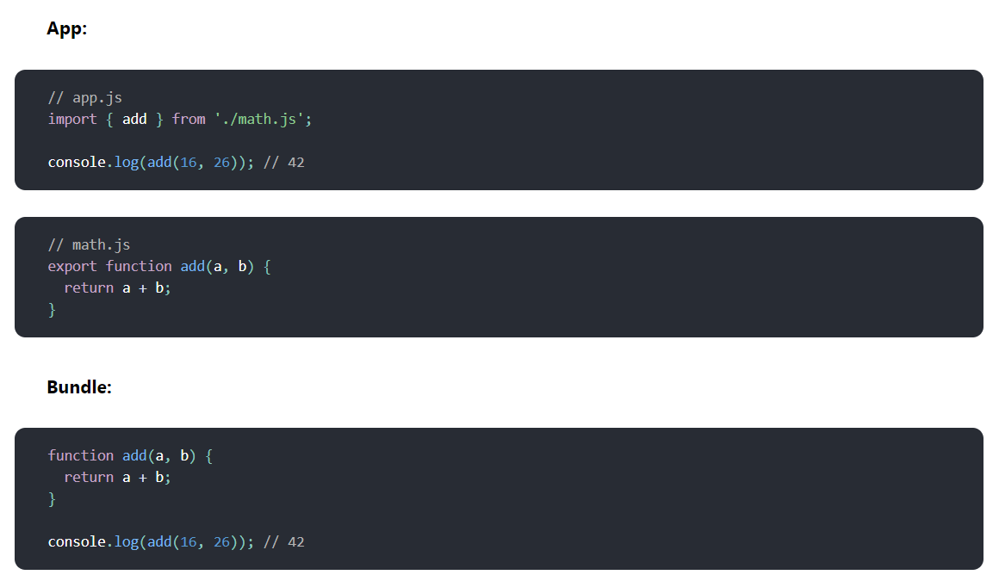 App:
// app.js
import { add } from './math.js';
console.log(add(16, 26)); // 42
// math.js
export function add(a, b) {
  return a + b;
}
Bundle:
function add(a, b) {
  return a + b;
}
console.log(add(16, 26)); // 42